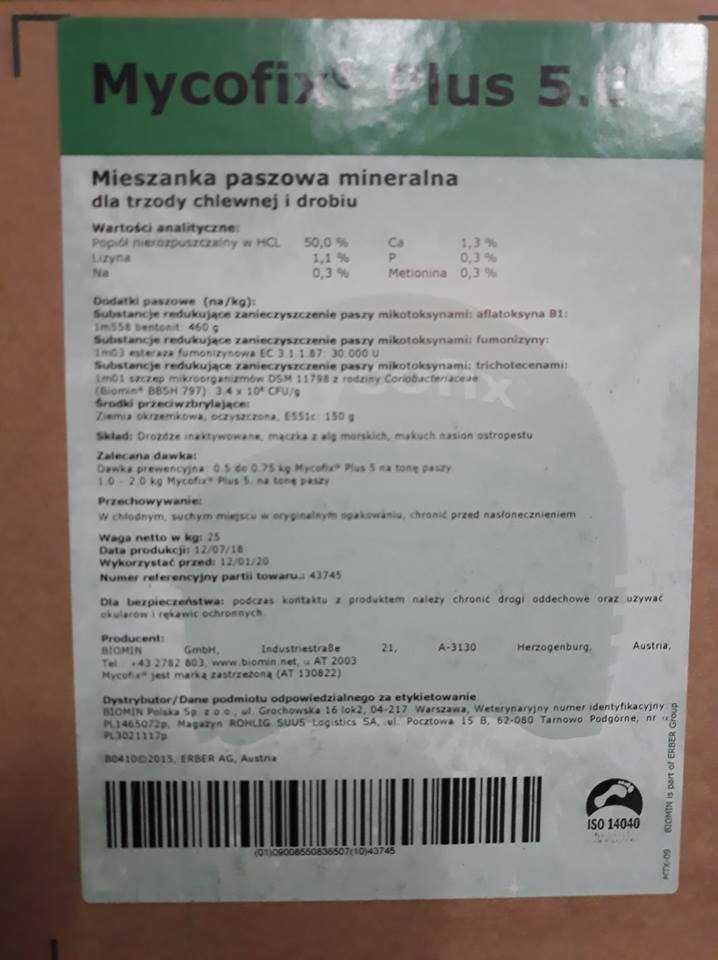 Mycofix® Plus 5.
Mieszanka paszowa mineralna
dla trzody chlewnej i drobiu
Wartości analityczne:
Popiół nierozpuszczalny w HCL 50,0 % Ca 1,3 %
Lizyna 1,1 % P 0,3 %
Na 0,3 % Metionina 0,3 %
Dodatki paszowe (na/kg):
Substancje redukujące zanieczyszczenie paszy mikotoksynami: aflatoksyna B1:
1m558 bentonit: 460 g
Substancje redukujące zanieczyszczenie paszy mikotoksynami: fumonizyny:
1m03 esteraza fumonizynowa EC 3.1.1.87: 30.000 U
Substancje redukujące zanieczyszczenie paszy mikotoksynami: trichotecenami:
1m01 szczep mikroorganizmów DSM 11798 z rodziny Coriobacteriaceae
(Biomin® BBSH 797) 3.4 x 10⁸ CFU/g
Środki przeciwzbrylające:
Ziemia okrzemkowa, oczyszczona, E551c: 150 g
Skład: Drożdże inaktywowane, mączka z alg morskich, makuch nasion ostropestu
Zalecana dawka:
Dawka prewencyjna: 0.5 do 0.75 kg Mycofix® Plus 5 na tonę paszy
1.0 - 2.0 kg Mycofix® Plus 5. na tonę paszy
Przechowywanie:
W chłodnym, suchym miejscu w oryginalnym opakowaniu, chronić przed nasłonecznieniem
Waga netto w kg: 25
Data produkcji: 12/07/18
Wykorzystać przed: 12/01/20
Numer referencyjny partii towaru.: 43745
Dla bezpieczeństwa: podczas kontaktu z produktem należy chronić drogi oddechowe oraz używać
okularów i rękawic ochronnych.
Producent:
BIOMIN GmbH, Industriestraße 21, A-3130 Herzogenburg, Austria,
Tel. +43 2782 803, www.biomin.net, AT 2003
Mycofix® jest marką zastrzeżoną (AT 130822)
Dystrybutor/Dane podmiotu odpowiedzialnego za etykietowanie
BIOMIN Polska Sp. z o.o., ul. Grochowska 16 lok2, 04-217 Warszawa, Weterynaryjny numer identyfikacyjny:
PL1465072p, Magazyn ROHLIG SUUS Logistics SA, ul. Pocztowa 15 B, 62-080 Tarnowo Podgórne, nr
PL3021117p
B0410©2015, ERBER AG, Austria
(01)09008550836507(10)43745
ISO 14040
MTX-09 BIOMIN is part of ERBER Group